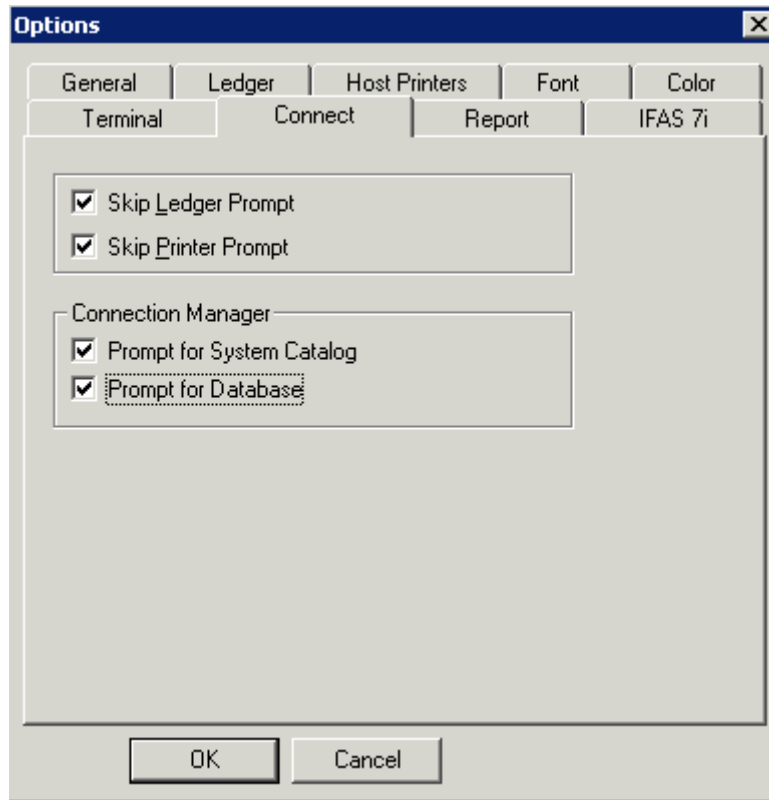 Options
General Ledger Host Printers Font Color
Terminal Connect Report IFAS 7i
Skip Ledger Prompt
Skip Printer Prompt
Connection Manager
Prompt for System Catalog
Prompt for Database
OK Cancel